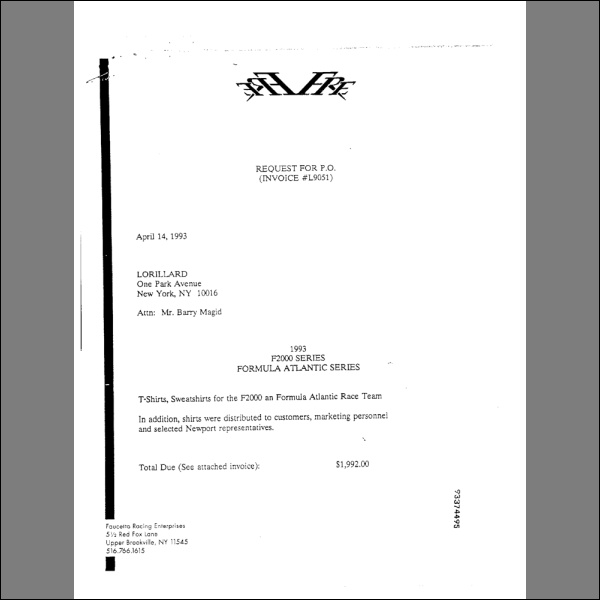 REQUEST FOR P.O.
(INVOICE #L9051)
April 14, 1993
LORILLARD
One Park Avenue
New York, NY 10016
Attn: Mr. Barry Magid
1993
F2000 SERIES
FORMULA ATLANTIC SERIES
T-Shirts, Sweatshirts for the F2000 an Formula Atlantic Race Team
In addition, shirts were distributed to customers, marketing personnel
and selected Newport representatives.
Total Due (See attached invoice): $1,992.00
93374495
Faucetta Racing Enterprises
5½ Red Fox Lane
Upper Brookville, NY 11545
516.766.1615